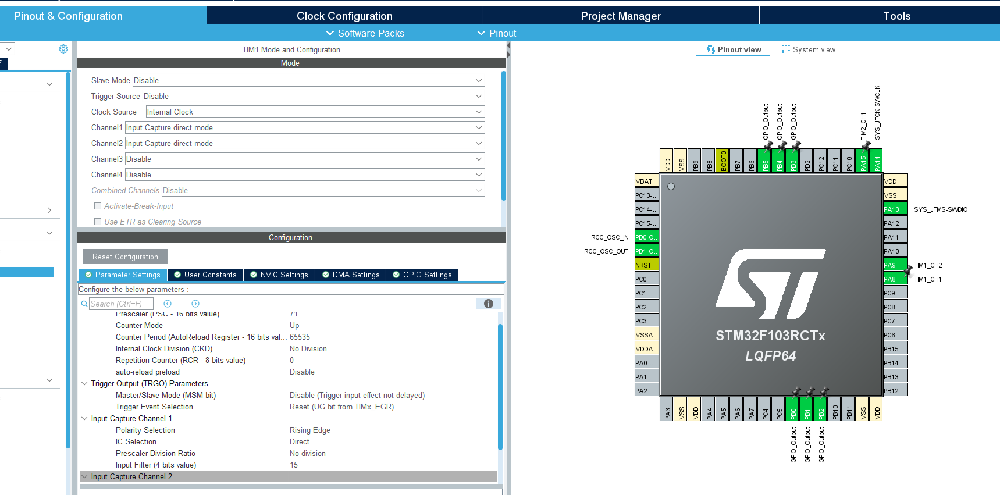 Pinout & Configuration
Clock Configuration
Project Manager
Tools
Software Packs
Pinout
TIM1 Mode and Configuration
Mode
Slave Mode Disable
Trigger Source Disable
Clock Source Internal Clock
Channel1 Input Capture direct mode
Channel2 Input Capture direct mode
Channel3 Disable
Channel4 Disable
Combined Channels Disable
Activate-Break-Input
Use ETR as Clearing Source
Configuration
Reset Configuration
Parameter Settings
User Constants
NVIC Settings
DMA Settings
GPIO Settings
Configure the below parameters :
Search (Ctrl+F)
Prescaler (PSC - 16 bits value) 71
Counter Mode Up
Counter Period (AutoReload Register - 16 bits val... 65535
Internal Clock Division (CKD) No Division
Repetition Counter (RCR - 8 bits value) 0
auto-reload preload Disable
Trigger Output (TRGO) Parameters
Master/Slave Mode (MSM bit) Disable (Trigger input effect not delayed)
Trigger Event Selection Reset (UG bit from TIMx_EGR)
Input Capture Channel 1
Polarity Selection Rising Edge
IC Selection Direct
Prescaler Division Ratio No division
Input Filter (4 bits value) 15
Input Capture Channel 2
Pinout view
System view
GPIO_Output
GPIO_Output
GPIO_Output
TIM2_CH1
SYS_JTCK-SWCLK
VDD
VSS
PB9
PB8
BOOT0
PB7
PB6
PB5
PB4
PB3
PD2
PC12
PC11
PC10
PA15
PA14
VBAT
PC13-..
PC14-..
PC15-..
RCC_OSC_IN PD0-O..
RCC_OSC_OUT PD1-O..
NRST
PC0
PC1
PC2
PC3
VSSA
VDDA
PA0-..
PA1
PA2
STM32F103RCTx
LQFP64
VDD
VSS
PA13 SYS_JTMS-SWDIO
PA12
PA11
PA10
PA9 TIM1_CH2
PA8 TIM1_CH1
PC9
PC8
PC7
PC6
PB15
PB14
PB13
PB12
PA3
VSS
VDD
PA4
PA5
PA6
PA7
PC4
PC5
PB0
PB1
PB2
PB10
PB11
VSS
VDD
GPIO_Output
GPIO_Output
GPIO_Output